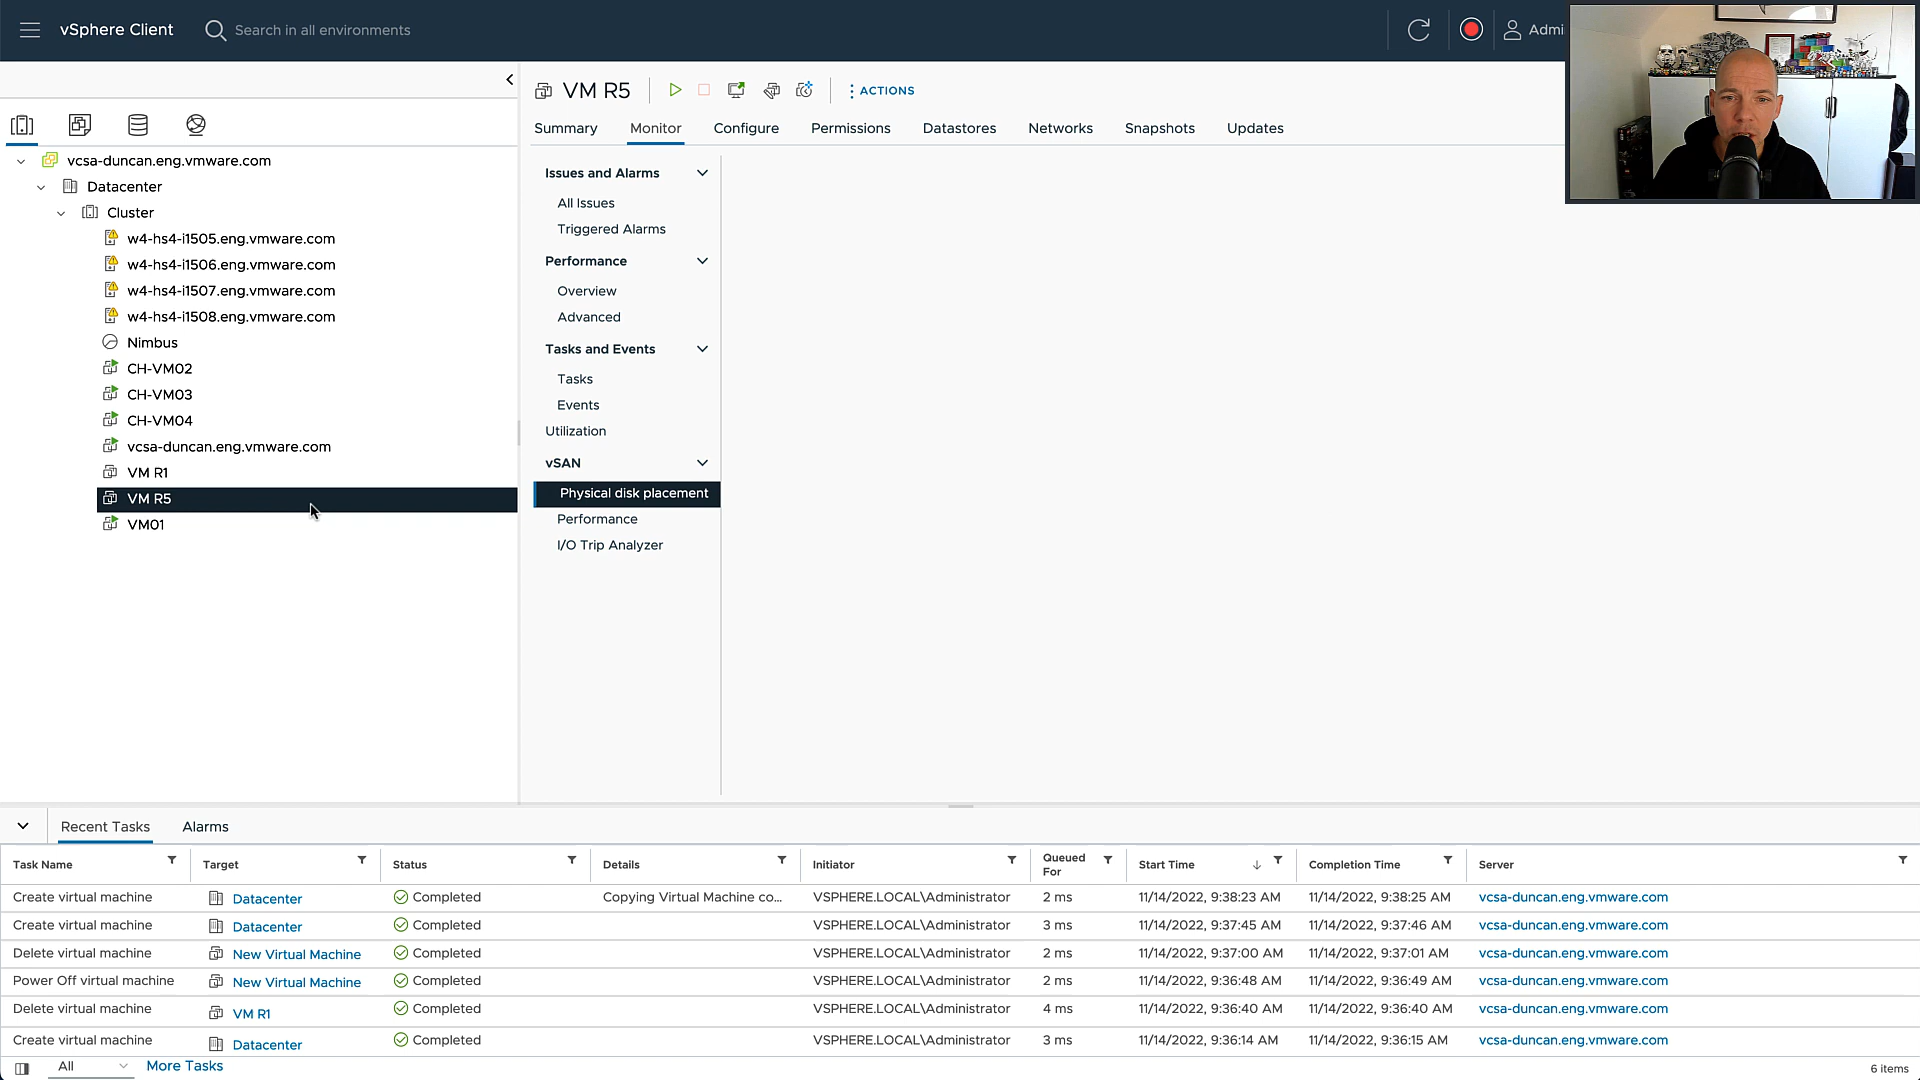 vSphere Client
Search in all environments
Admi
VM R5
ACTIONS
Summary Monitor Configure Permissions Datastores Networks Snapshots Updates
vcsa-duncan.eng.vmware.com
Datacenter
Cluster
w4-hs4-i1505.eng.vmware.com
w4-hs4-i1506.eng.vmware.com
w4-hs4-i1507.eng.vmware.com
w4-hs4-i1508.eng.vmware.com
Nimbus
CH-VM02
CH-VM03
CH-VM04
vcsa-duncan.eng.vmware.com
VM R1
VM R5
VM01
Issues and Alarms
All Issues
Triggered Alarms
Performance
Overview
Advanced
Tasks and Events
Tasks
Events
Utilization
vSAN
Physical disk placement
Performance
I/O Trip Analyzer
Recent Tasks Alarms
Task Name Target Status Details Initiator Queued For Start Time Completion Time Server
Create virtual machine Datacenter Completed Copying Virtual Machine co... VSPHERE.LOCAL\Administrator 2 ms 11/14/2022, 9:38:23 AM 11/14/2022, 9:38:25 AM vcsa-duncan.eng.vmware.com
Create virtual machine Datacenter Completed VSPHERE.LOCAL\Administrator 3 ms 11/14/2022, 9:37:45 AM 11/14/2022, 9:37:46 AM vcsa-duncan.eng.vmware.com
Delete virtual machine New Virtual Machine Completed VSPHERE.LOCAL\Administrator 2 ms 11/14/2022, 9:37:00 AM 11/14/2022, 9:37:01 AM vcsa-duncan.eng.vmware.com
Power Off virtual machine New Virtual Machine Completed VSPHERE.LOCAL\Administrator 2 ms 11/14/2022, 9:36:48 AM 11/14/2022, 9:36:49 AM vcsa-duncan.eng.vmware.com
Delete virtual machine VM R1 Completed VSPHERE.LOCAL\Administrator 4 ms 11/14/2022, 9:36:40 AM 11/14/2022, 9:36:40 AM vcsa-duncan.eng.vmware.com
Create virtual machine Datacenter Completed VSPHERE.LOCAL\Administrator 3 ms 11/14/2022, 9:36:14 AM 11/14/2022, 9:36:15 AM vcsa-duncan.eng.vmware.com
All More Tasks 6 items